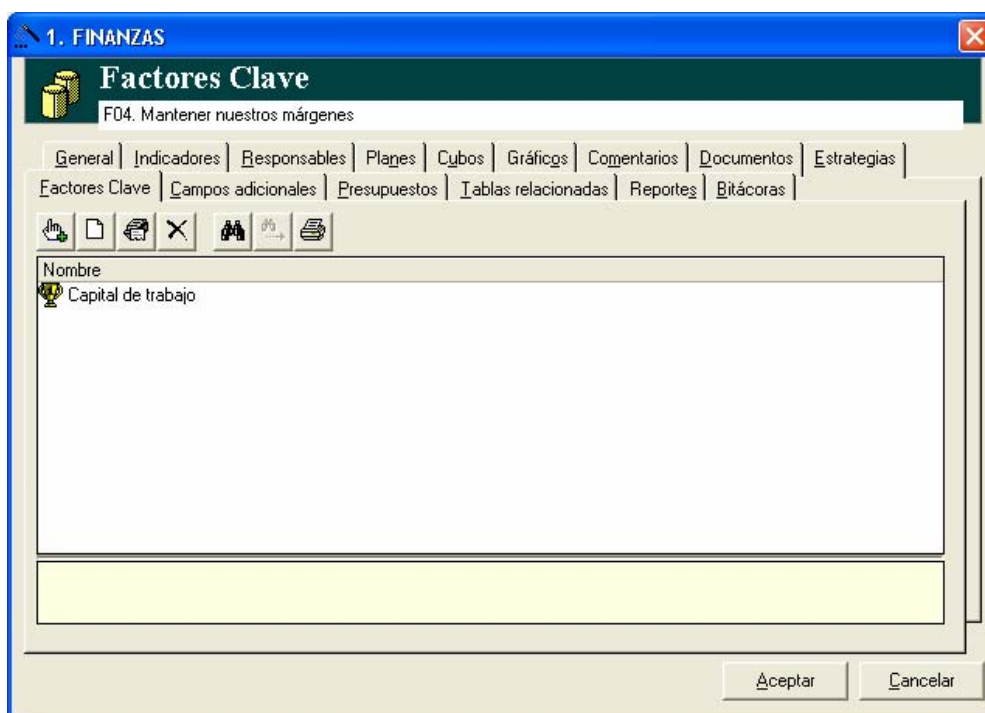 1. FINANZAS
Factores Clave
F04. Mantener nuestros márgenes
General Indicadores Responsables Planes Cubos Gráficos Comentarios Documentos Estrategias
Factores Clave Campos adicionales Presupuestos Tablas relacionadas Reportes Bitácoras
Nombre
Capital de trabajo
Aceptar Cancelar